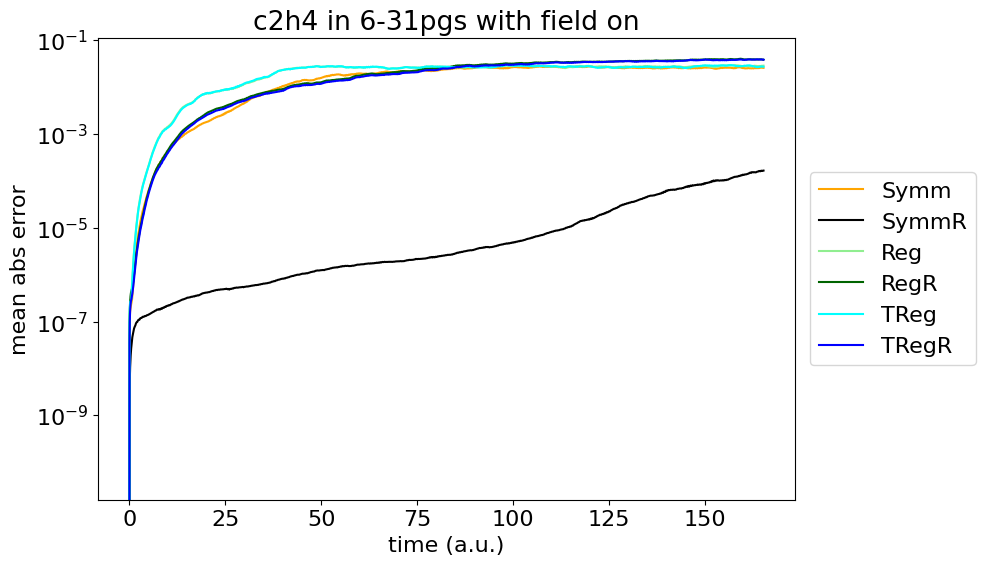 c2h4 in 6-31pgs with field on
mean abs error
10⁻¹
10⁻³
10⁻⁵
10⁻⁷
10⁻⁹
0 25 50 75 100 125 150
time (a.u.)
Symm
SymmR
Reg
RegR
TReg
TRegR